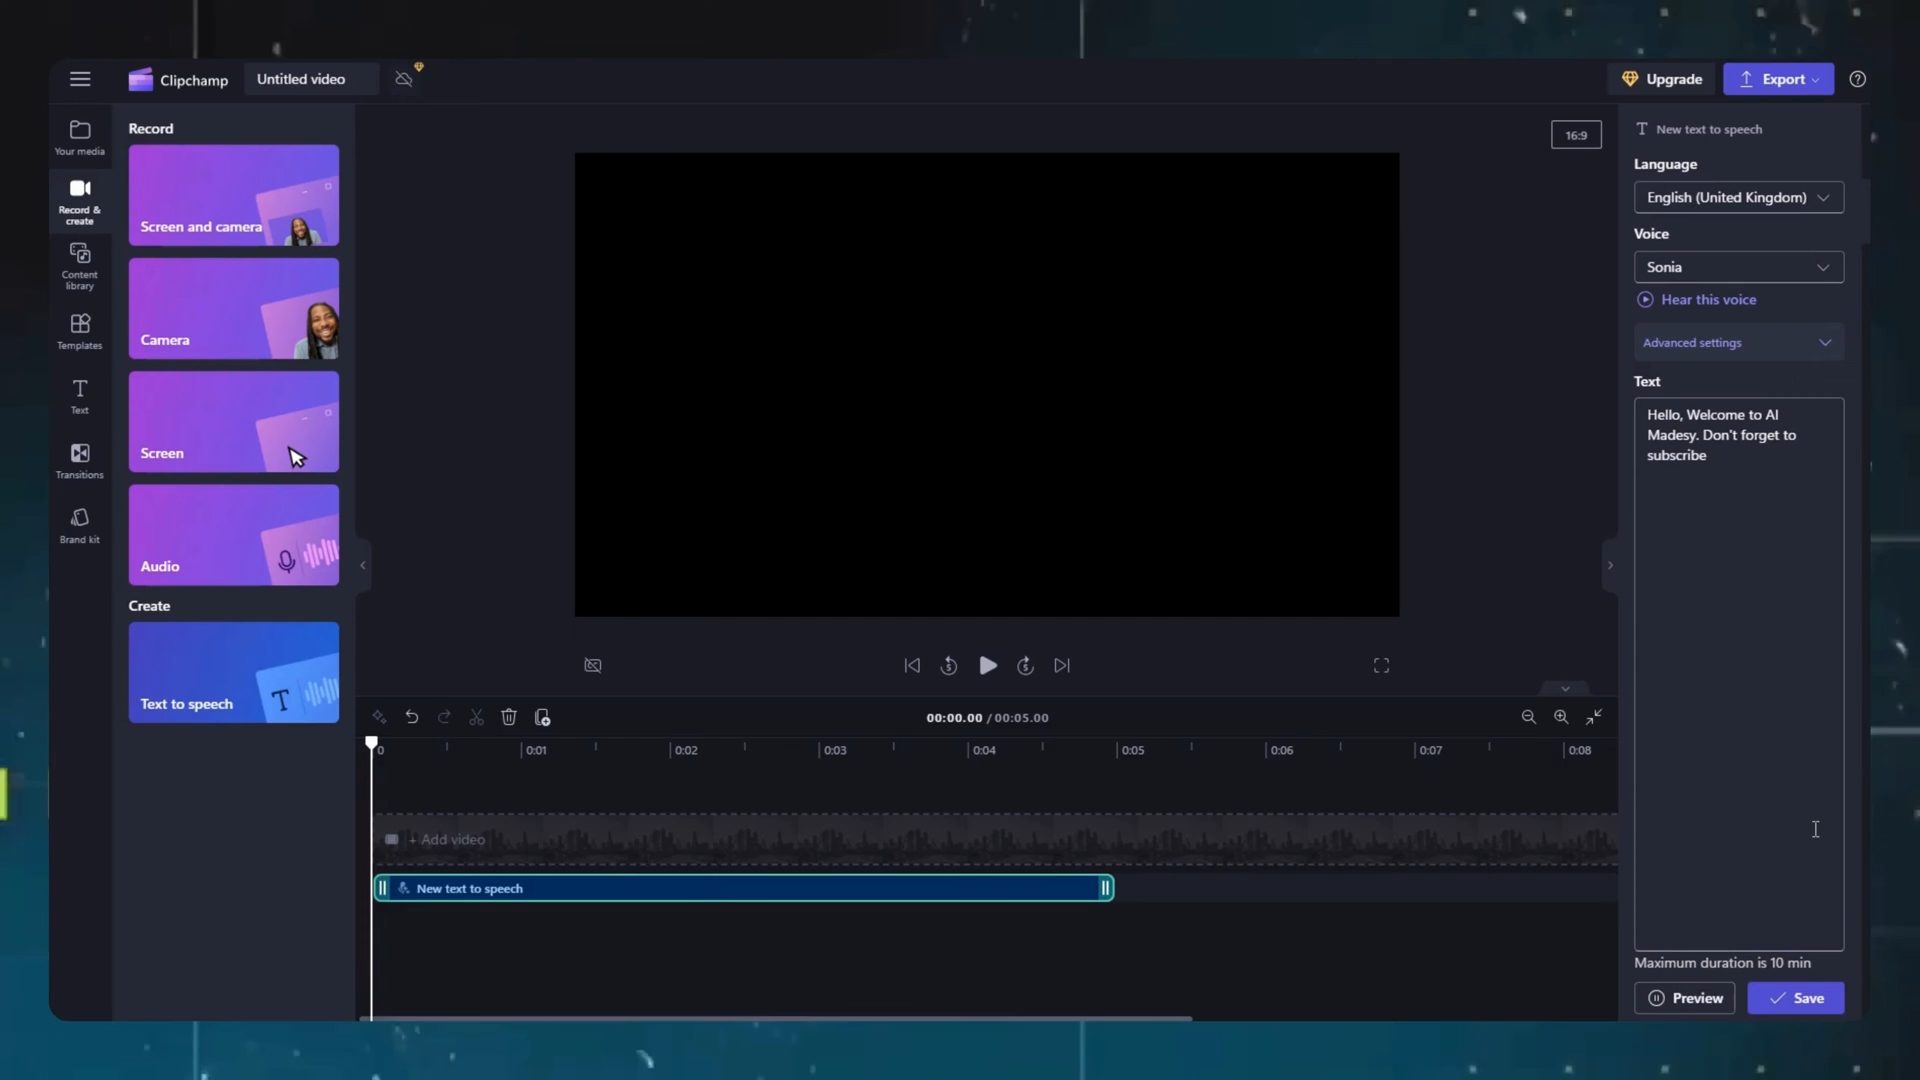 Clipchamp
Untitled video
Upgrade
Export
Your media
Record &
create
Content
library
Templates
Text
Transitions
Brand kit
Record
Screen and camera
Camera
Screen
Audio
Create
Text to speech
16:9
5
5
00:00.00 / 00:05.00
0
0:01
0:02
0:03
0:04
0:05
0:06
0:07
0:08
+ Add video
New text to speech
New text to speech
Language
English (United Kingdom)
Voice
Sonia
Hear this voice
Advanced settings
Text
Hello, Welcome to AI
Madesy. Don't forget to
subscribe
Maximum duration is 10 min
Preview
Save